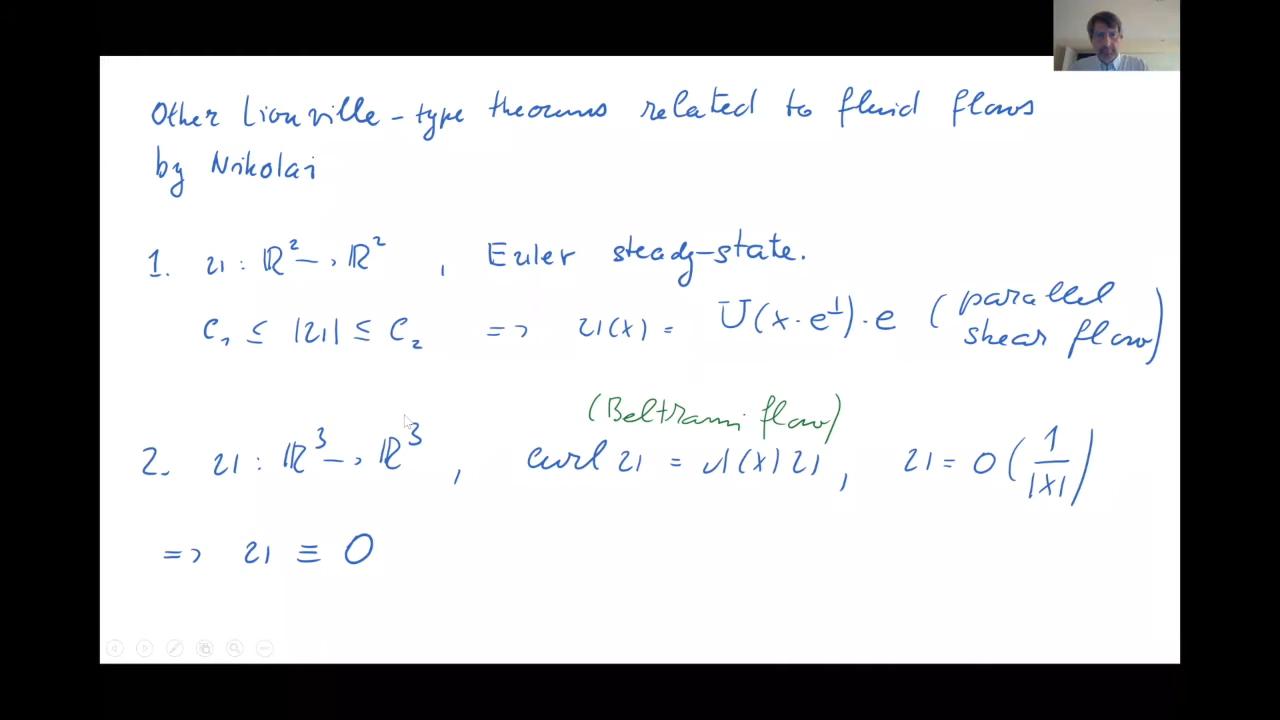 Other Liouville-type theorems related to fluid flows
by Nikolai
1. u : ℝ² → ℝ² , Euler steady-state.
C₁ ≤ |u| ≤ C₂ => u(x) = U(x·e^⊥)·e (parallel shear flow)
(Beltrami flow)
2. u : ℝ³ → ℝ³ , curl u = Λ(x) u , u = o(1/|x|)
=> u ≡ 0